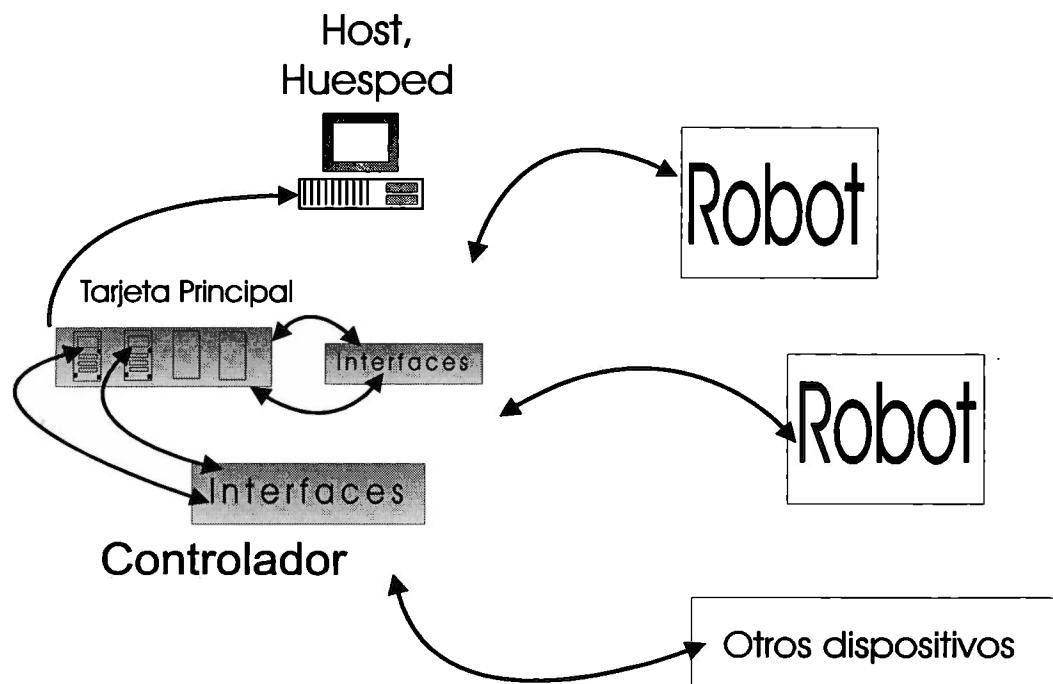 Host,
Huesped
Robot
Tarjeta Principal
Interfaces
Robot
Interfaces
Controlador
Otros dispositivos